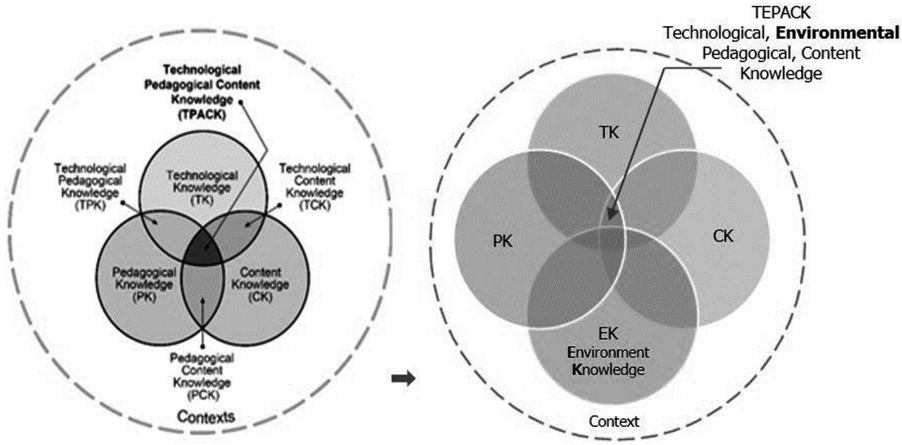 Technological
Pedagogical Content
Knowledge
(TPACK)
Technological
Pedagogical
Knowledge
(TPK)
Technological
Knowledge
(TK)
Technological
Content
Knowledge
(TCK)
Pedagogical
Knowledge
(PK)
Content
Knowledge
(CK)
Pedagogical
Content
Knowledge
(PCK)
Contexts
TEPACK
Technological, Environmental
Pedagogical, Content
Knowledge
TK
PK
CK
EK
Environment
Knowledge
Context